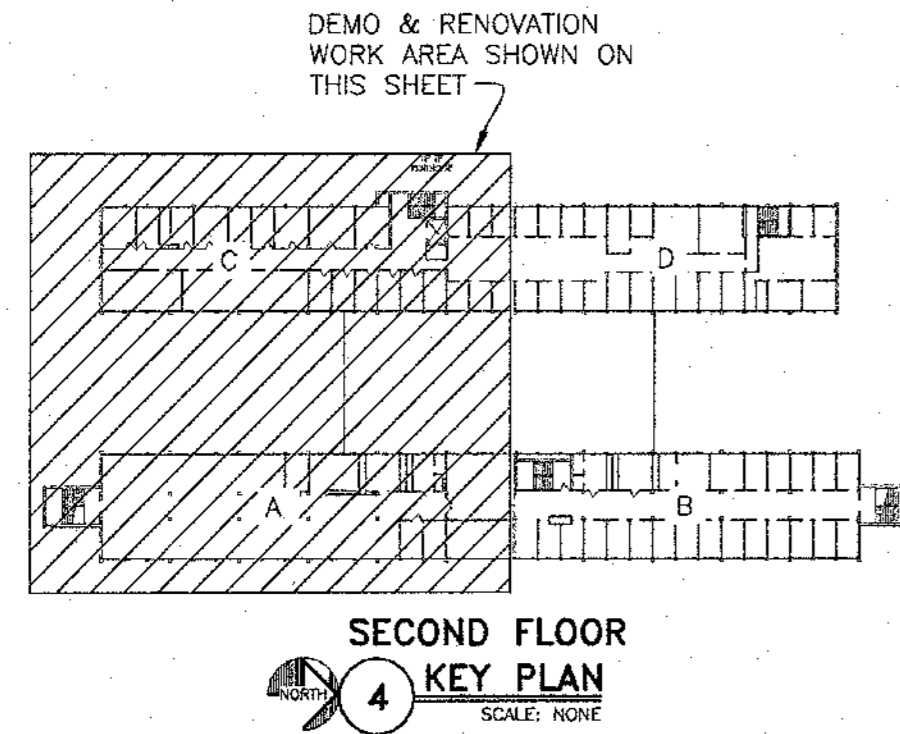 DEMO & RENOVATION
WORK AREA SHOWN ON
THIS SHEET
C
D
A
B
SECOND FLOOR
KEY PLAN
NORTH
4
SCALE: NONE